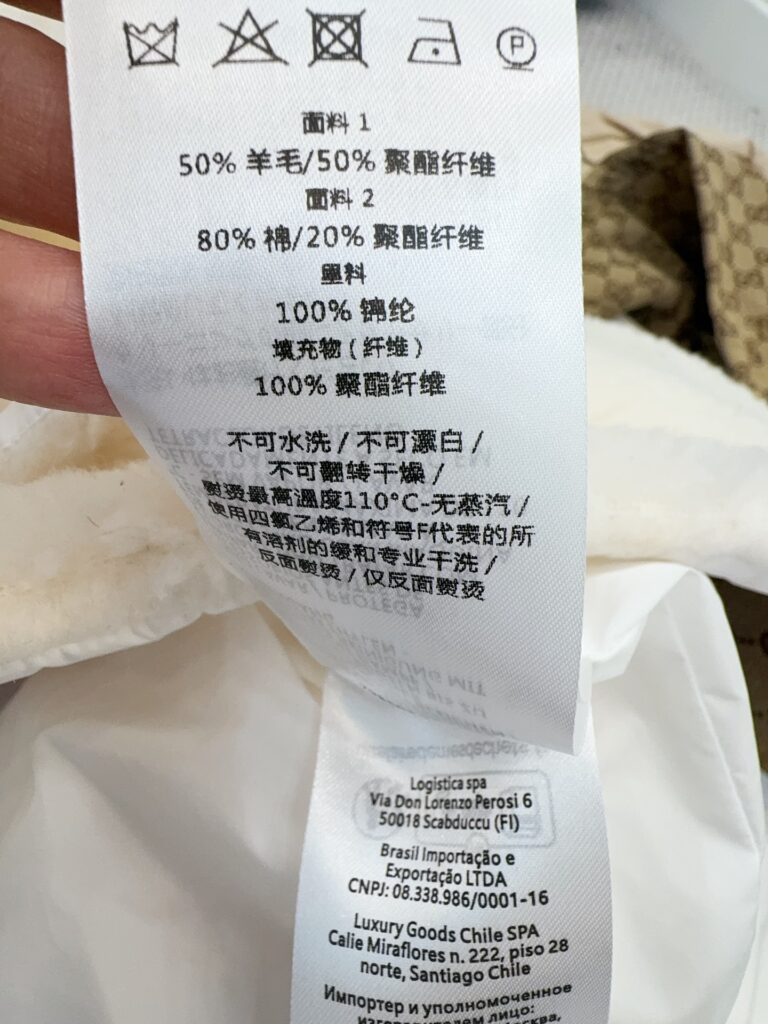 P
面料 1
50% 羊毛/50% 聚酯纤维
面料 2
80% 棉/20% 聚酯纤维
100% 锦纶
填充物 (纤维)
100% 聚酯纤维
不可水洗 / 不可漂白 /
不可翻转干燥 /
熨烫最高温度110°C-无蒸汽 /
使用四氯乙烯和符号F代表的所
有溶剂的缓和专业干洗 /
反面熨烫 / 仅反面熨烫
Logistica spa
Via Don Lorenzo Perosi 6
50018 Scabduccu (FI)
Brasil Importação e
Exportação LTDA
CNPJ: 08.338.986/0001-16
Luxury Goods Chile SPA
Calie Miraflores n. 222, piso 28
norte, Santiago Chile
Импортер и уполномоченное
изготовителем лицо: